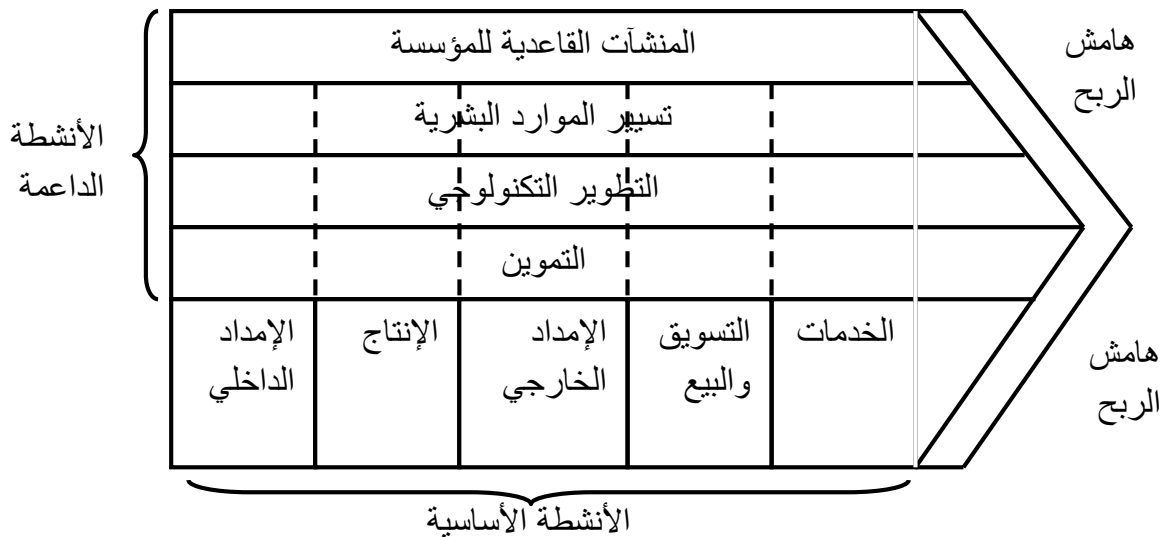 المنشآت القاعدية للمؤسسة
تسيير الموارد البشرية
التطوير التكنولوجي
التموين
الأنشطة
الداعمة
هامش
الربح
الإمداد
الداخلي
الإنتاج
الإمداد
الخارجي
التسويق
والبيع
الخدمات
هامش
الربح
الأنشطة الأساسية